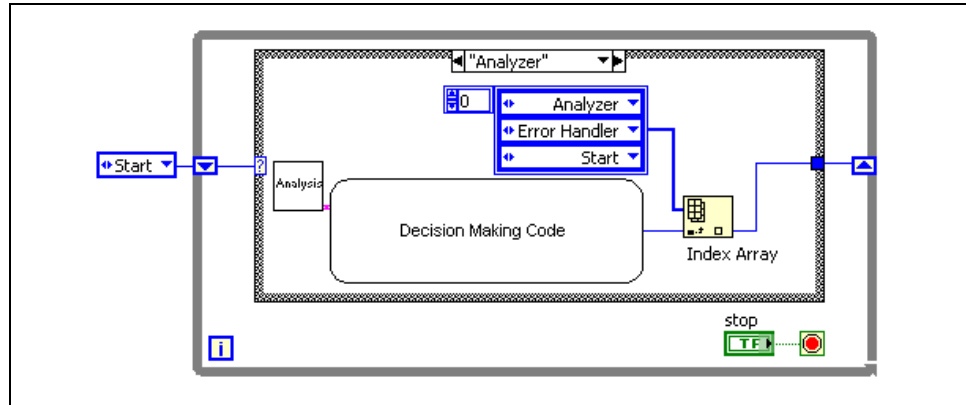 "Analyzer"
0
Analyzer
Error Handler
Start
Start
?
Analysis
Decision Making Code
Index Array
stop
TF
i